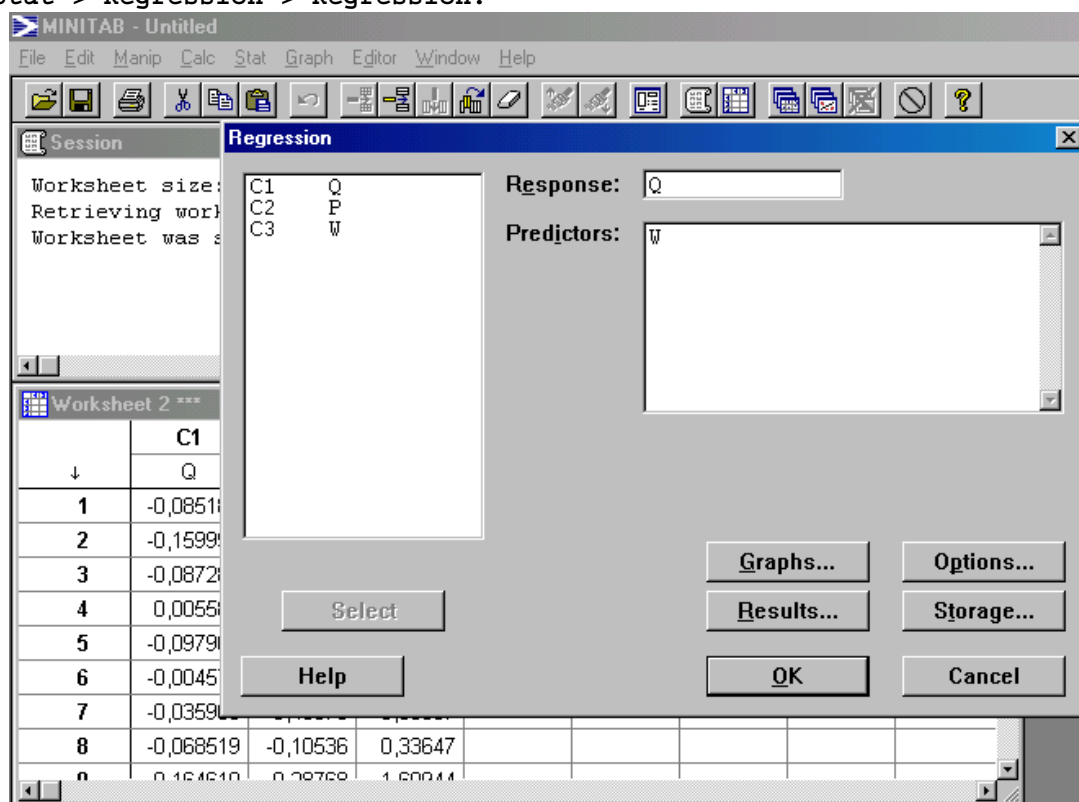 Stat > Regression > Regression:
MINITAB - Untitled
File Edit Manip Calc Stat Graph Editor Window Help
Session
Worksheet size:
Retrieving
Worksheet was
Regression
C1 Q
C2 P
C3 W
Response: Q
Predictors: W
Graphs... Options...
Select Results... Storage...
Help OK Cancel
Worksheet 2 ***
C1
↓ Q
1 -0,0851
2 -0,1599
3 -0,0872
4 0,0055
5 -0,0979
6 -0,0045
7 -0,0359
8 -0,068519 -0,10536 0,33647